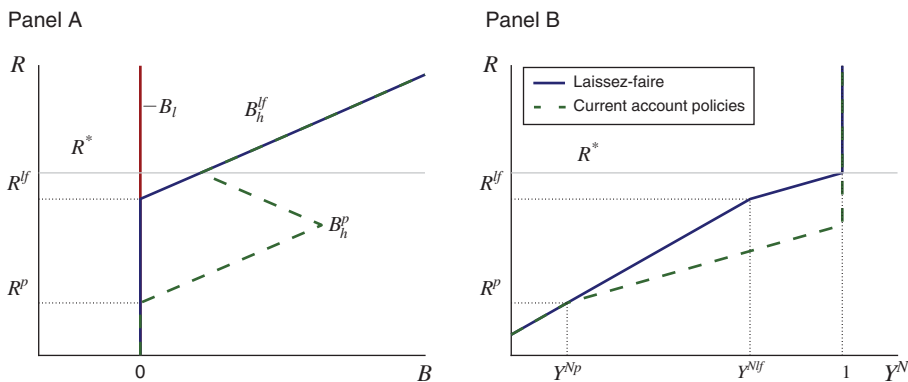 Panel A
R
B_l
B_h^{lf}
R^*
R^{lf}
B_h^p
R^p
0
B
Panel B
R
Laissez-faire
Current account policies
R^*
R^{lf}
R^p
Y^{Np}
Y^{Nlf}
1
Y^N